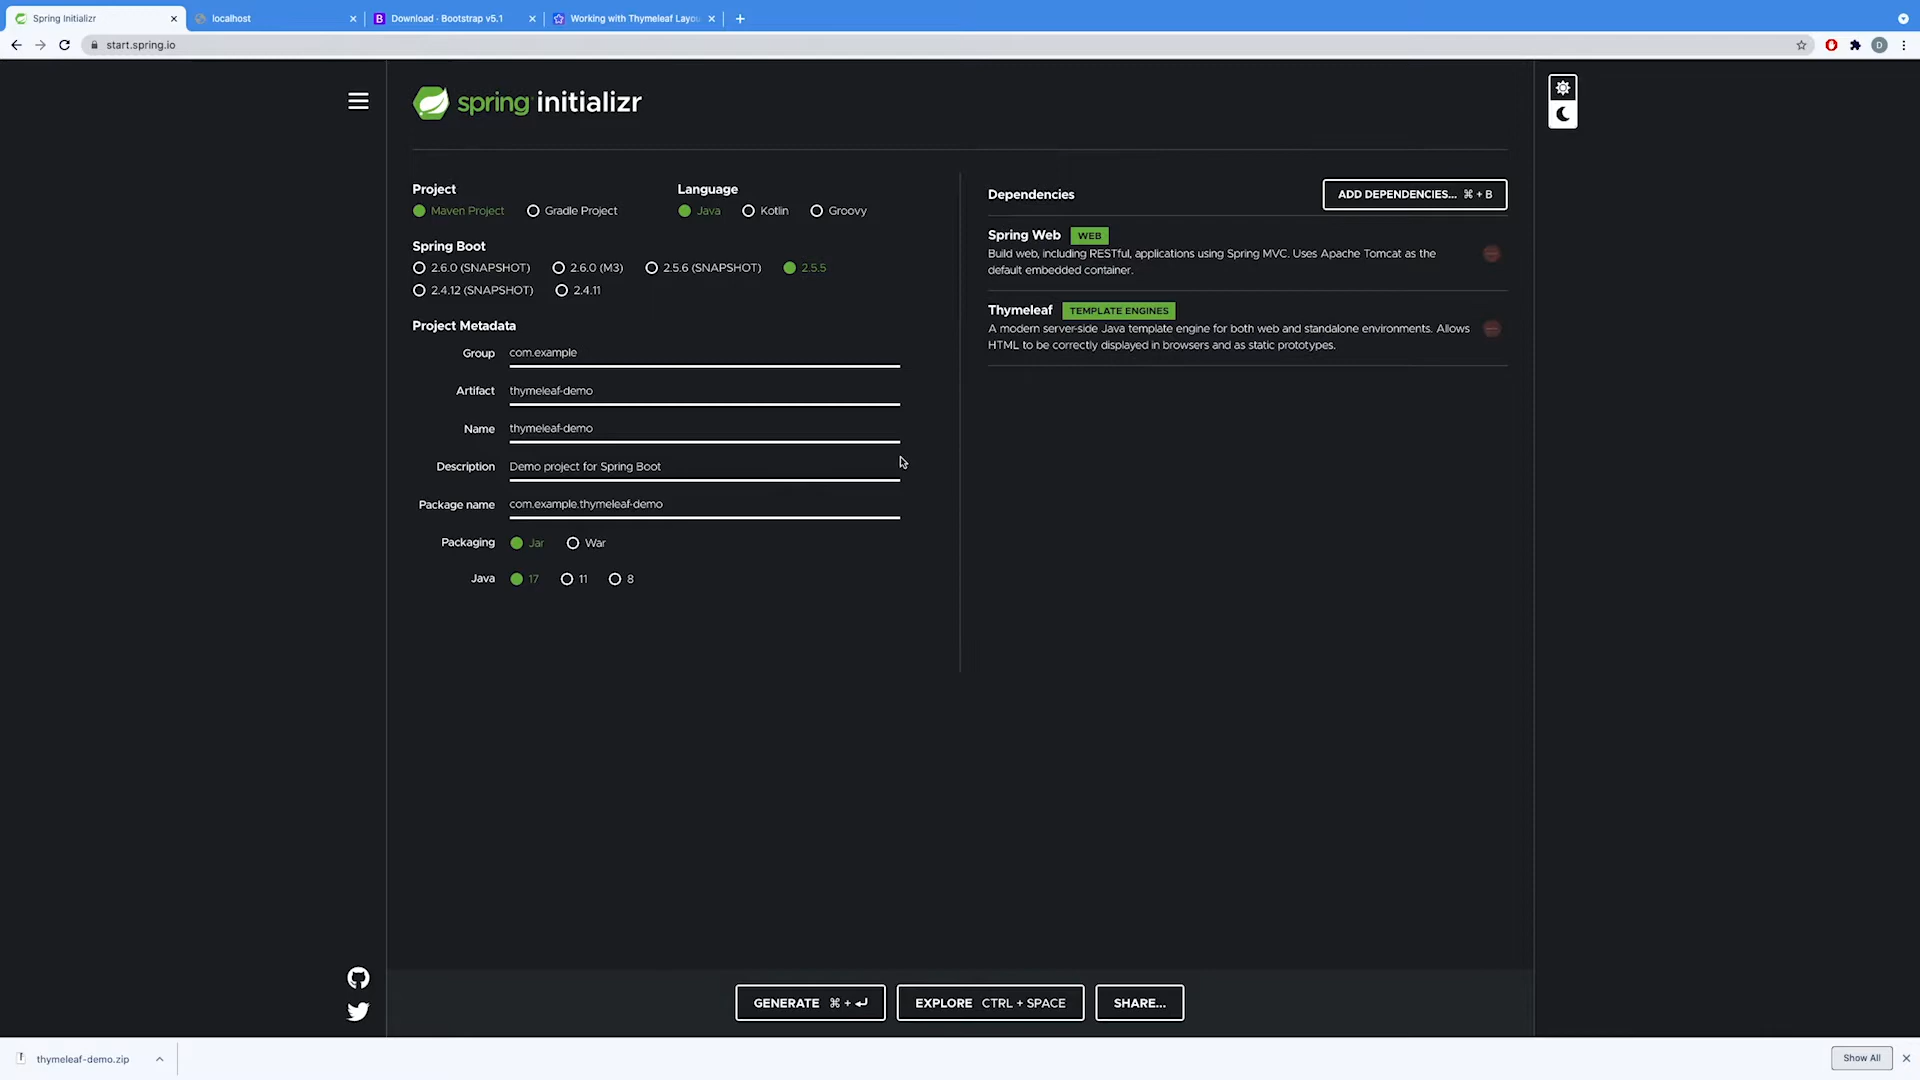 Spring Initializr
localhost
Download · Bootstrap v5.1
Working with Thymeleaf Layou
start.spring.io
D
spring initializr
Project
Maven Project
Gradle Project
Language
Java
Kotlin
Groovy
Spring Boot
2.6.0 (SNAPSHOT)
2.6.0 (M3)
2.5.6 (SNAPSHOT)
2.5.5
2.4.12 (SNAPSHOT)
2.4.11
Project Metadata
Group
com.example
Artifact
thymeleaf-demo
Name
thymeleaf-demo
Description
Demo project for Spring Boot
Package name
com.example.thymeleaf-demo
Packaging
Jar
War
Java
17
11
8
Dependencies
ADD DEPENDENCIES... ⌘ + B
Spring Web WEB
Build web, including RESTful, applications using Spring MVC. Uses Apache Tomcat as the
default embedded container.
Thymeleaf TEMPLATE ENGINES
A modern server-side Java template engine for both web and standalone environments. Allows
HTML to be correctly displayed in browsers and as static prototypes.
GENERATE ⌘ + ↵
EXPLORE CTRL + SPACE
SHARE...
thymeleaf-demo.zip
Show All